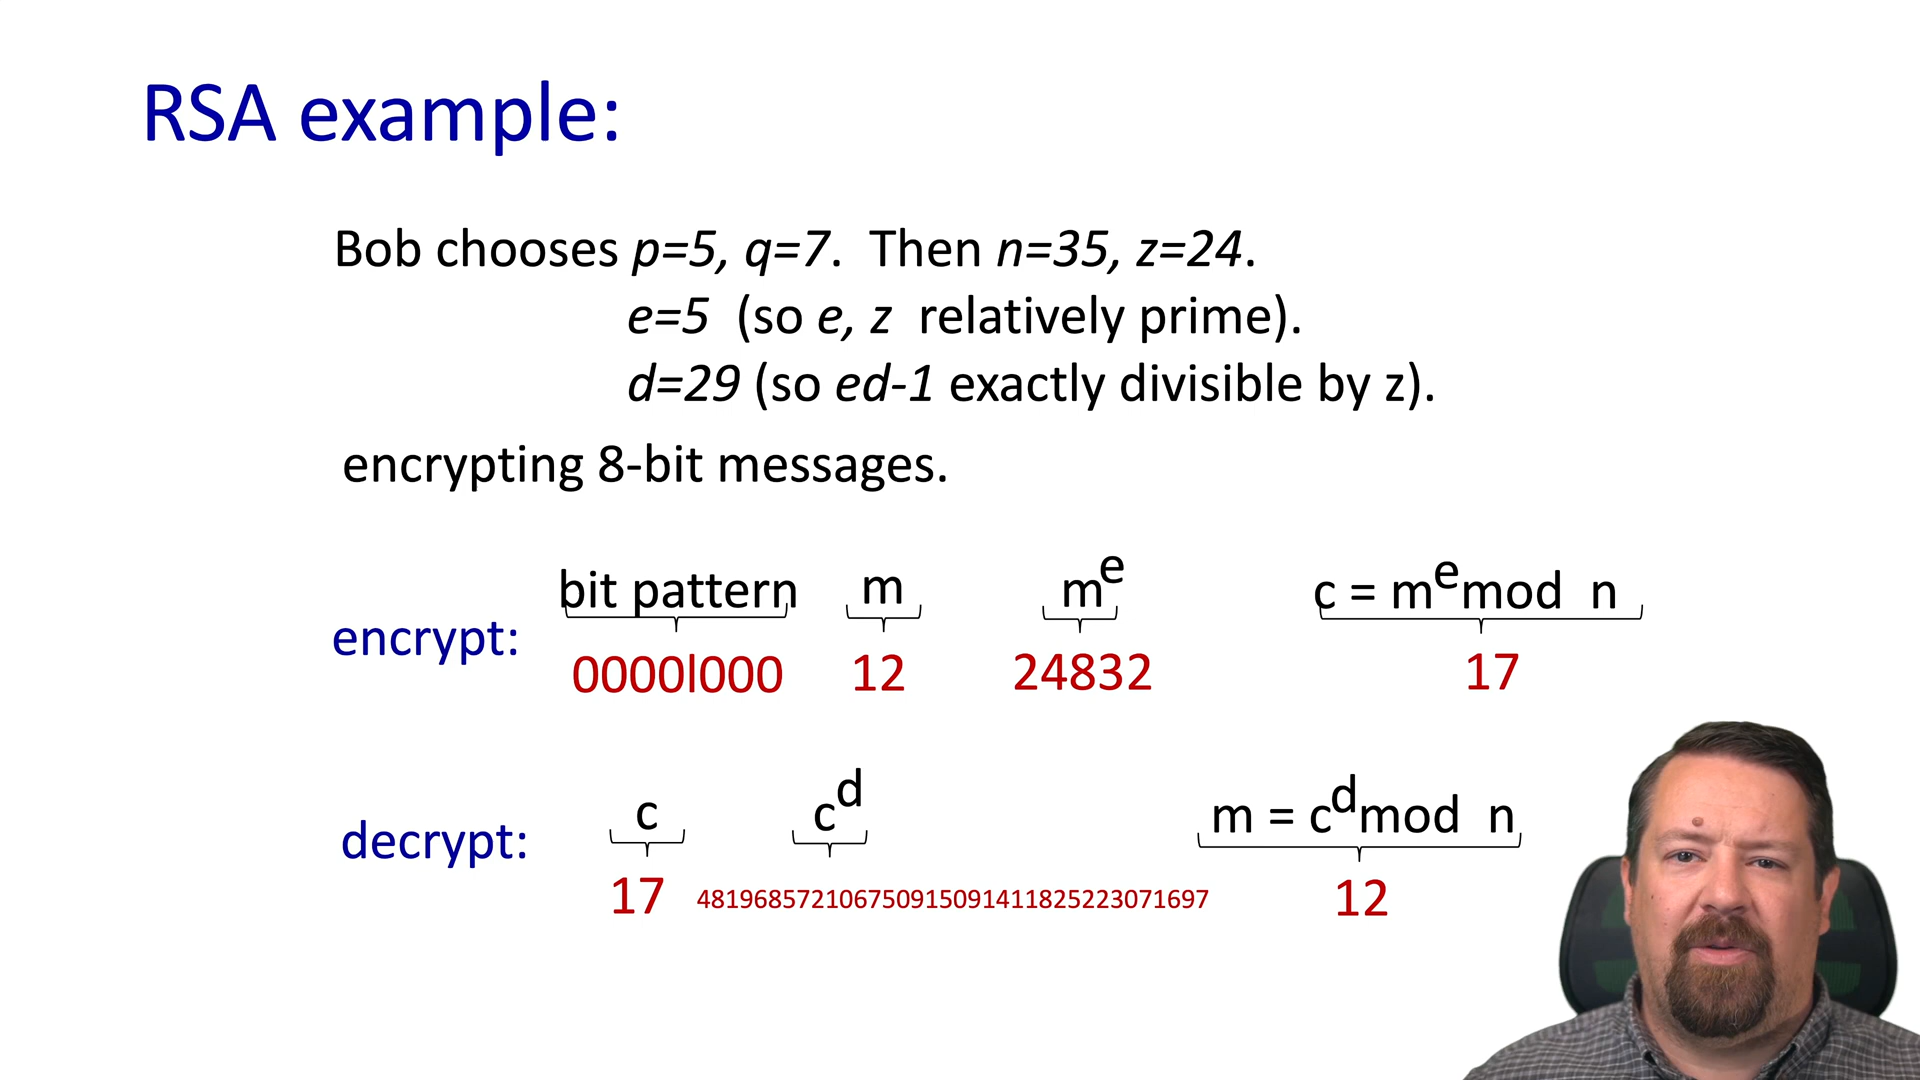 RSA example:
Bob chooses p=5, q=7. Then n=35, z=24.
e=5 (so e, z relatively prime).
d=29 (so ed-1 exactly divisible by z).
encrypting 8-bit messages.
bit pattern m m^e c = m^e mod n
encrypt: 0000l000 12 24832 17
c c^d m = c^d mod n
decrypt: 17 481968572106750915091411825223071697 12